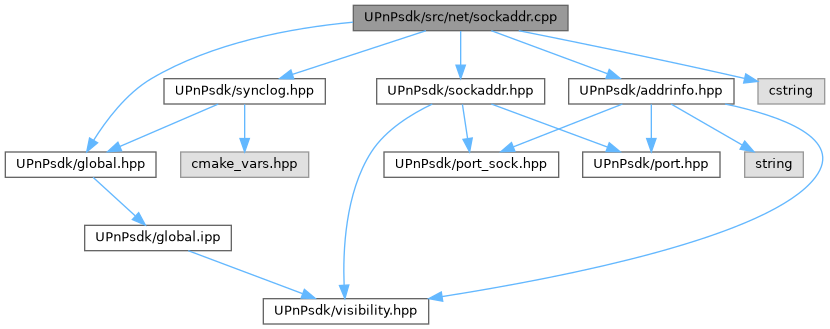 UPnPsdk/src/net/sockaddr.cpp
UPnPsdk/synclog.hpp
UPnPsdk/sockaddr.hpp
UPnPsdk/addrinfo.hpp
cstring
UPnPsdk/global.hpp
cmake_vars.hpp
UPnPsdk/port_sock.hpp
UPnPsdk/port.hpp
string
UPnPsdk/global.ipp
UPnPsdk/visibility.hpp